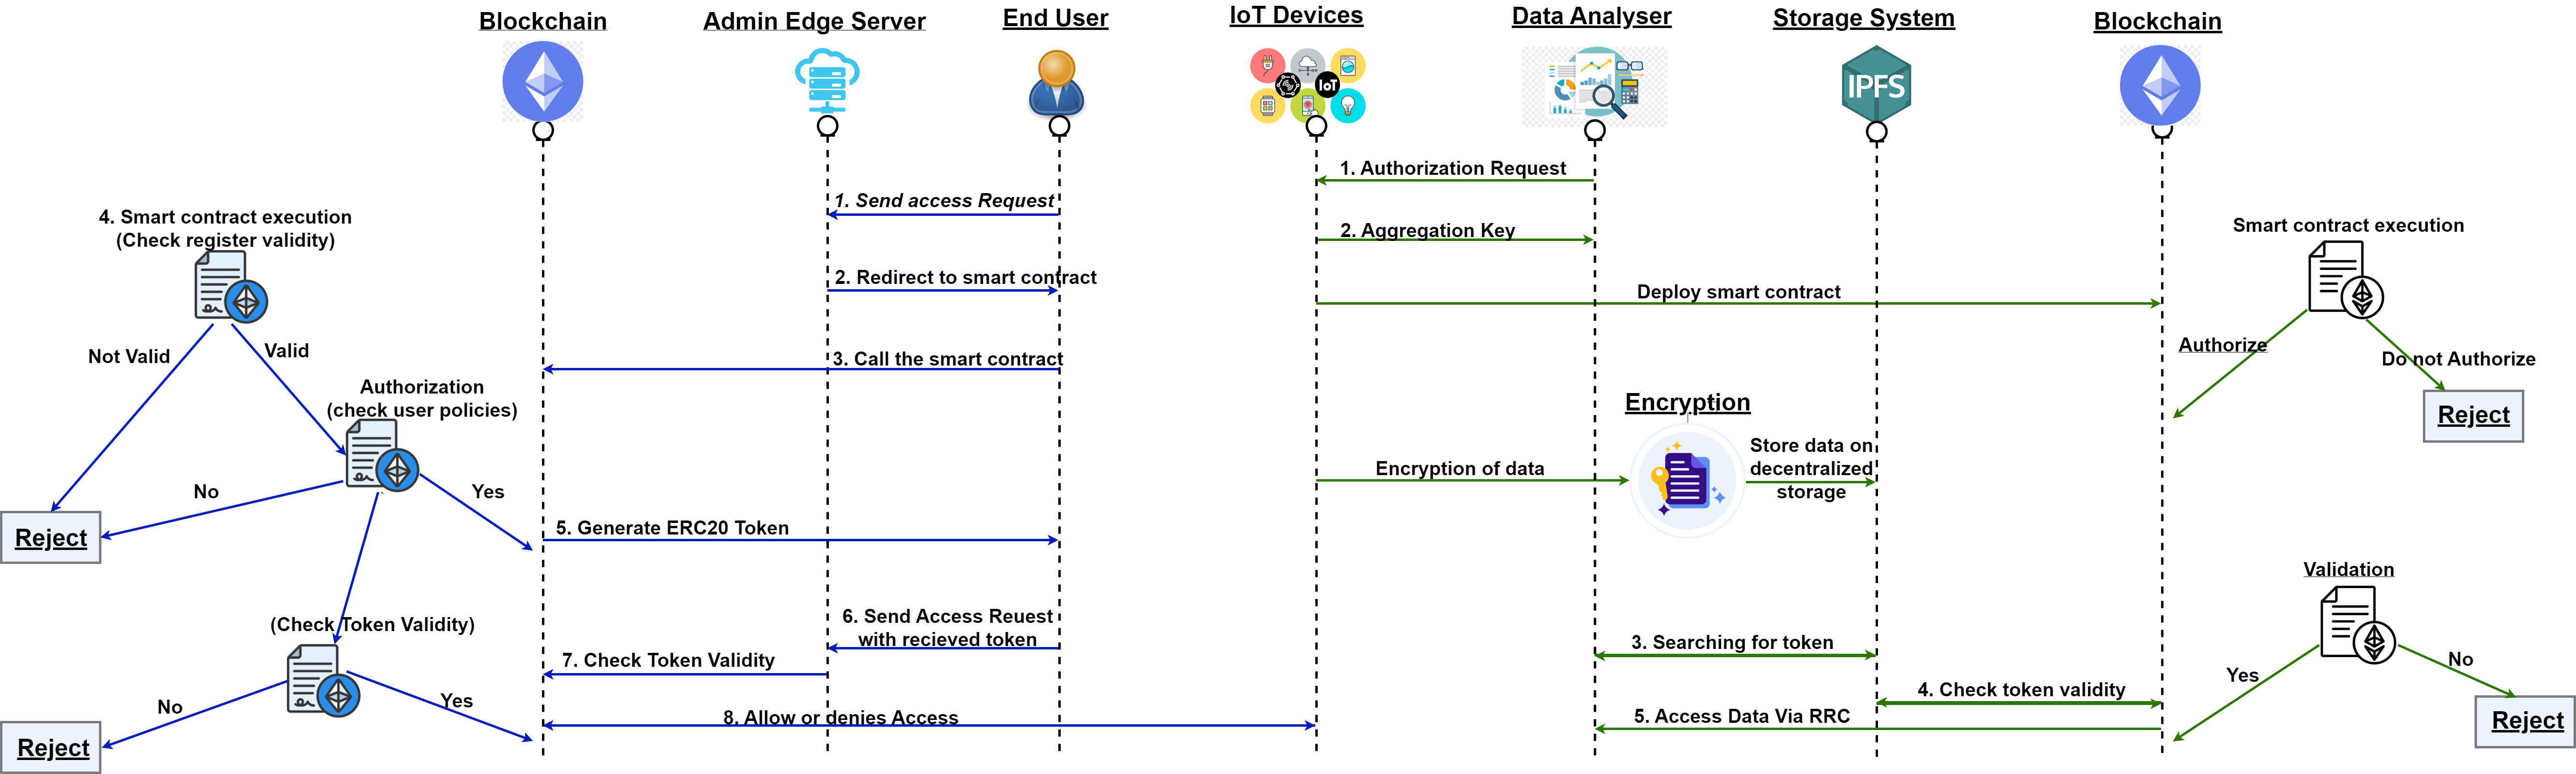 Blockchain
Admin Edge Server
End User
IoT Devices
Data Analyser
Storage System
Blockchain
IoT
IPFS
1. Authorization Request
1. Send access Request
4. Smart contract execution
(Check register validity)
2. Aggregation Key
Smart contract execution
2. Redirect to smart contract
Deploy smart contract
Not Valid
Valid
3. Call the smart contract
Authorize
Do not Authorize
Authorization
(check user policies)
Encryption
Reject
Encryption of data
Store data on
decentralized
storage
No
Yes
Reject
5. Generate ERC20 Token
Validation
(Check Token Validity)
6. Send Access Reuest
with recieved token
3. Searching for token
7. Check Token Validity
Yes
No
No
Yes
4. Check token validity
8. Allow or denies Access
5. Access Data Via RRC
Reject
Reject